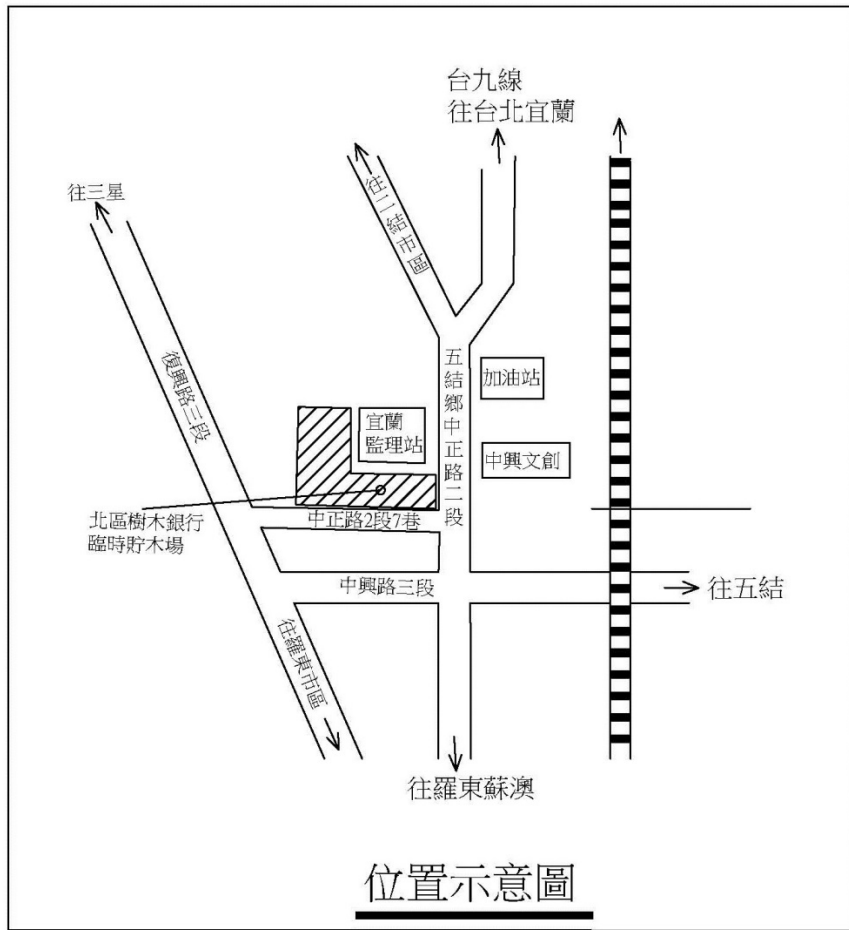 台九線
往台北宜蘭
往三星
往二結市區
復興路三段
五結鄉中正路二段
加油站
宜蘭
監理站
中興文創
北區樹木銀行
臨時貯木場
中正路2段7巷
中興路三段
往五結
往羅東市區
往羅東蘇澳
位置示意圖